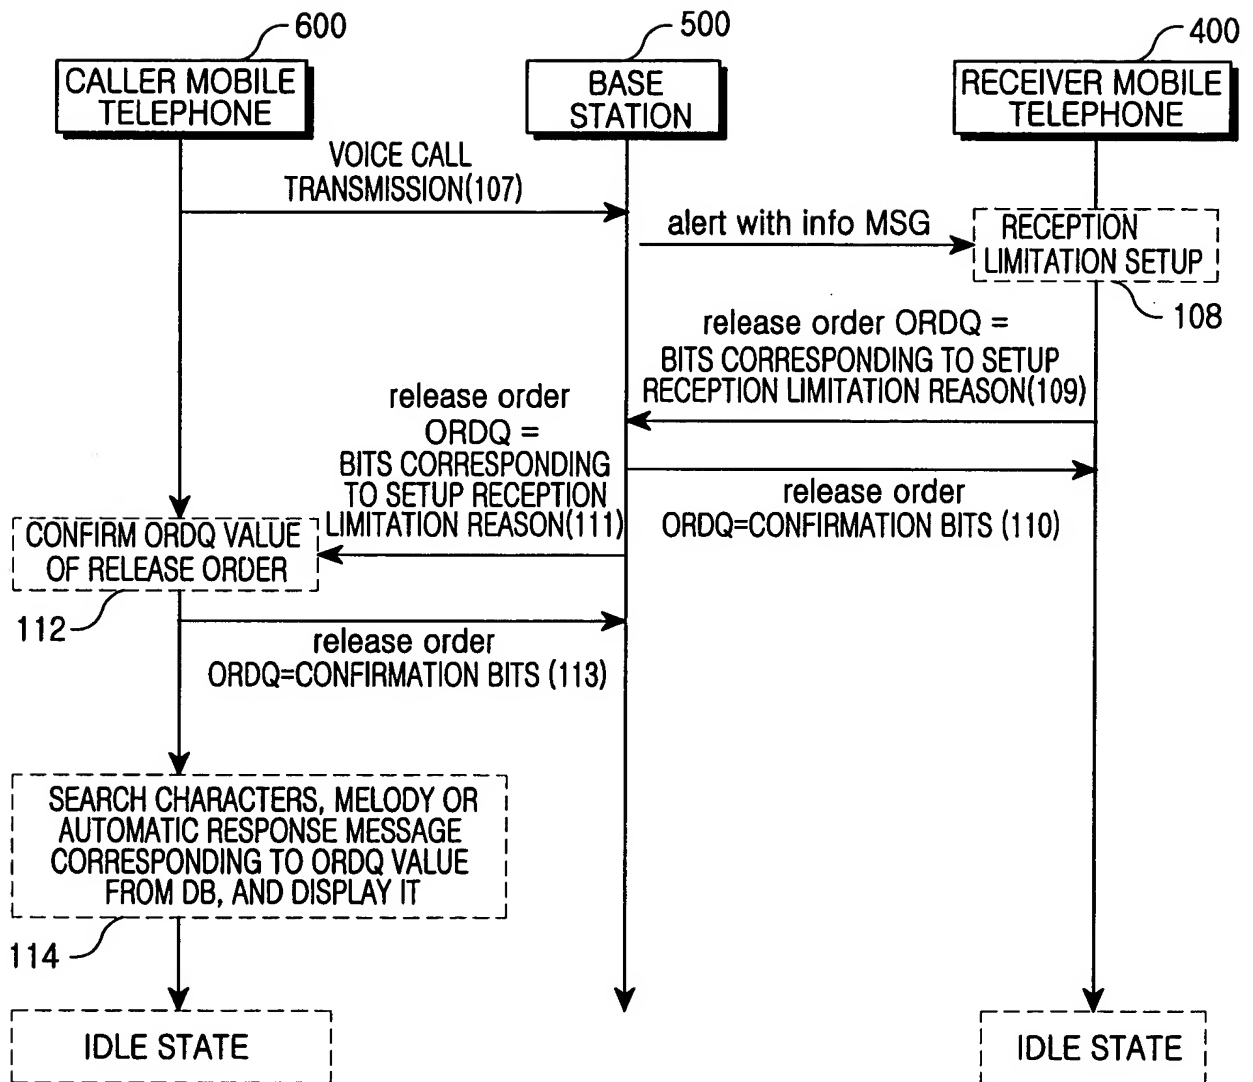 600
500
400
CALLER MOBILE
TELEPHONE
BASE
STATION
RECEIVER MOBILE
TELEPHONE
VOICE CALL
TRANSMISSION(107)
alert with info MSG
RECEPTION
LIMITATION SETUP
108
release order ORDQ =
BITS CORRESPONDING TO SETUP
RECEPTION LIMITATION REASON(109)
release order
ORDQ =
BITS CORRESPONDING
TO SETUP RECEPTION
LIMITATION REASON(111)
release order
ORDQ=CONFIRMATION BITS (110)
CONFIRM ORDQ VALUE
OF RELEASE ORDER
112
release order
ORDQ=CONFIRMATION BITS (113)
SEARCH CHARACTERS, MELODY OR
AUTOMATIC RESPONSE MESSAGE
CORRESPONDING TO ORDQ VALUE
FROM DB, AND DISPLAY IT
114
IDLE STATE
IDLE STATE